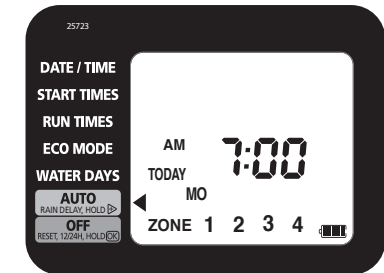 25723
DATE / TIME
START TIMES
RUN TIMES
ECO MODE
WATER DAYS
AUTO
RAIN DELAY, HOLD
OFF
RESET, 12/24H, HOLD OK
AM 7:00
TODAY
MO
ZONE 1 2 3 4